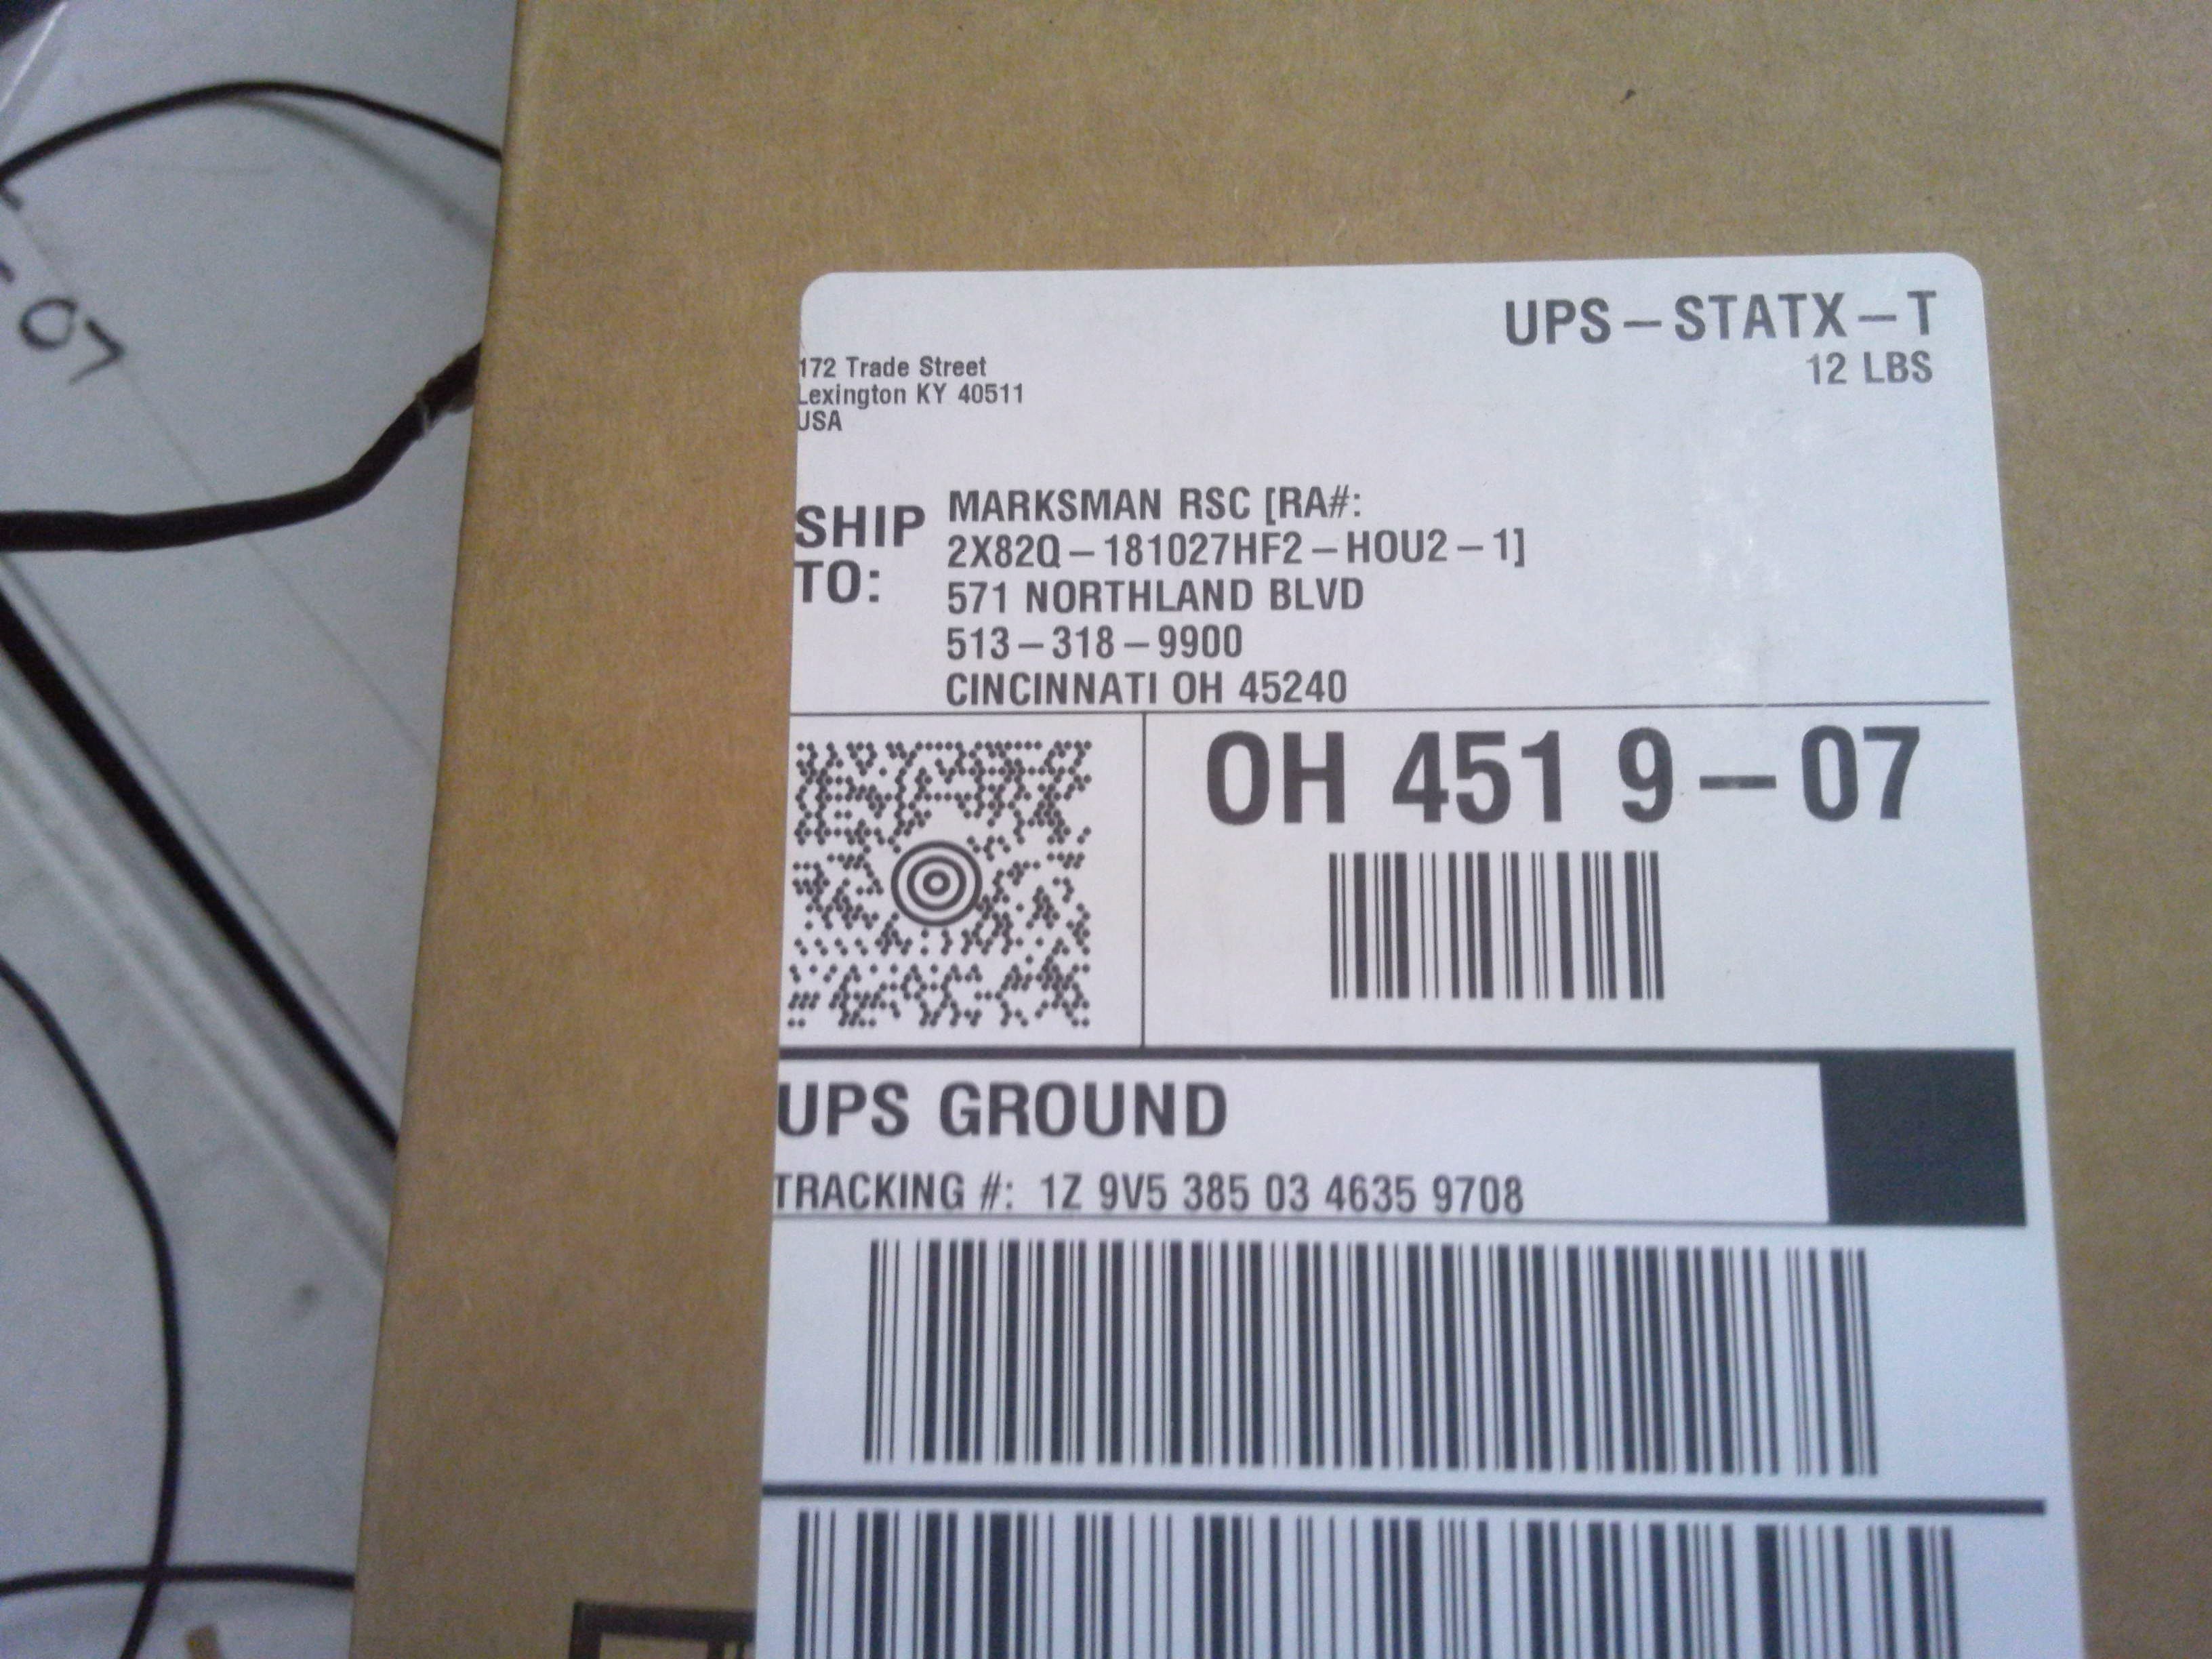 UPS – STATX – T
12 LBS
172 Trade Street
Lexington KY 40511
USA
SHIP TO:
MARKSMAN RSC [RA#:
2X82Q – 181027HF2 – HOU2 – 1]
571 NORTHLAND BLVD
513 – 318 – 9900
CINCINNATI OH 45240
OH 451 9 – 07
UPS GROUND
TRACKING #: 1Z 9V5 385 03 4635 9708
- 07